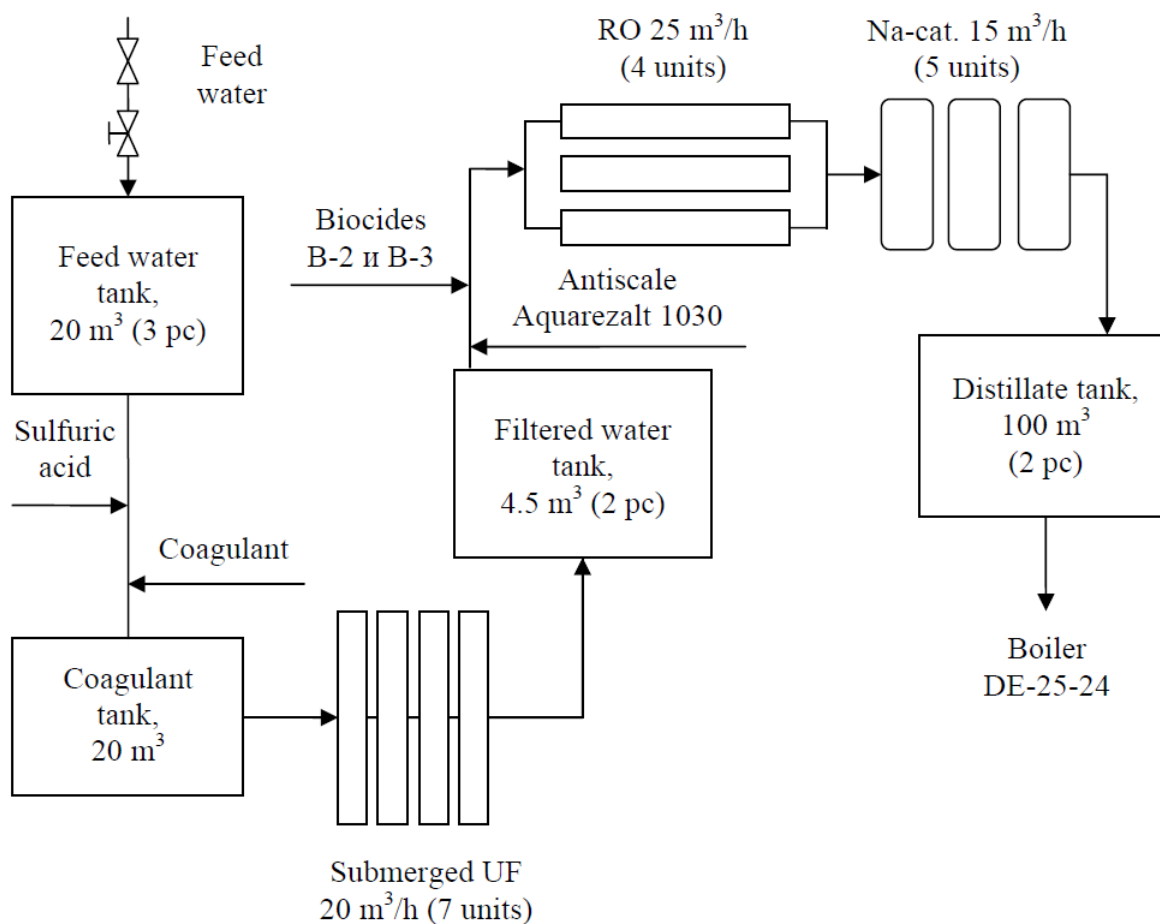 Feed
water
Feed water
tank,
20 m³ (3 pc)
Sulfuric
acid
Coagulant
Coagulant
tank,
20 m³
Submerged UF
20 m³/h (7 units)
Filtered water
tank,
4.5 m³ (2 pc)
Antiscale
Aquarezalt 1030
Biocides
B-2 и B-3
RO 25 m³/h
(4 units)
Na-cat. 15 m³/h
(5 units)
Distillate tank,
100 m³
(2 pc)
Boiler
DE-25-24